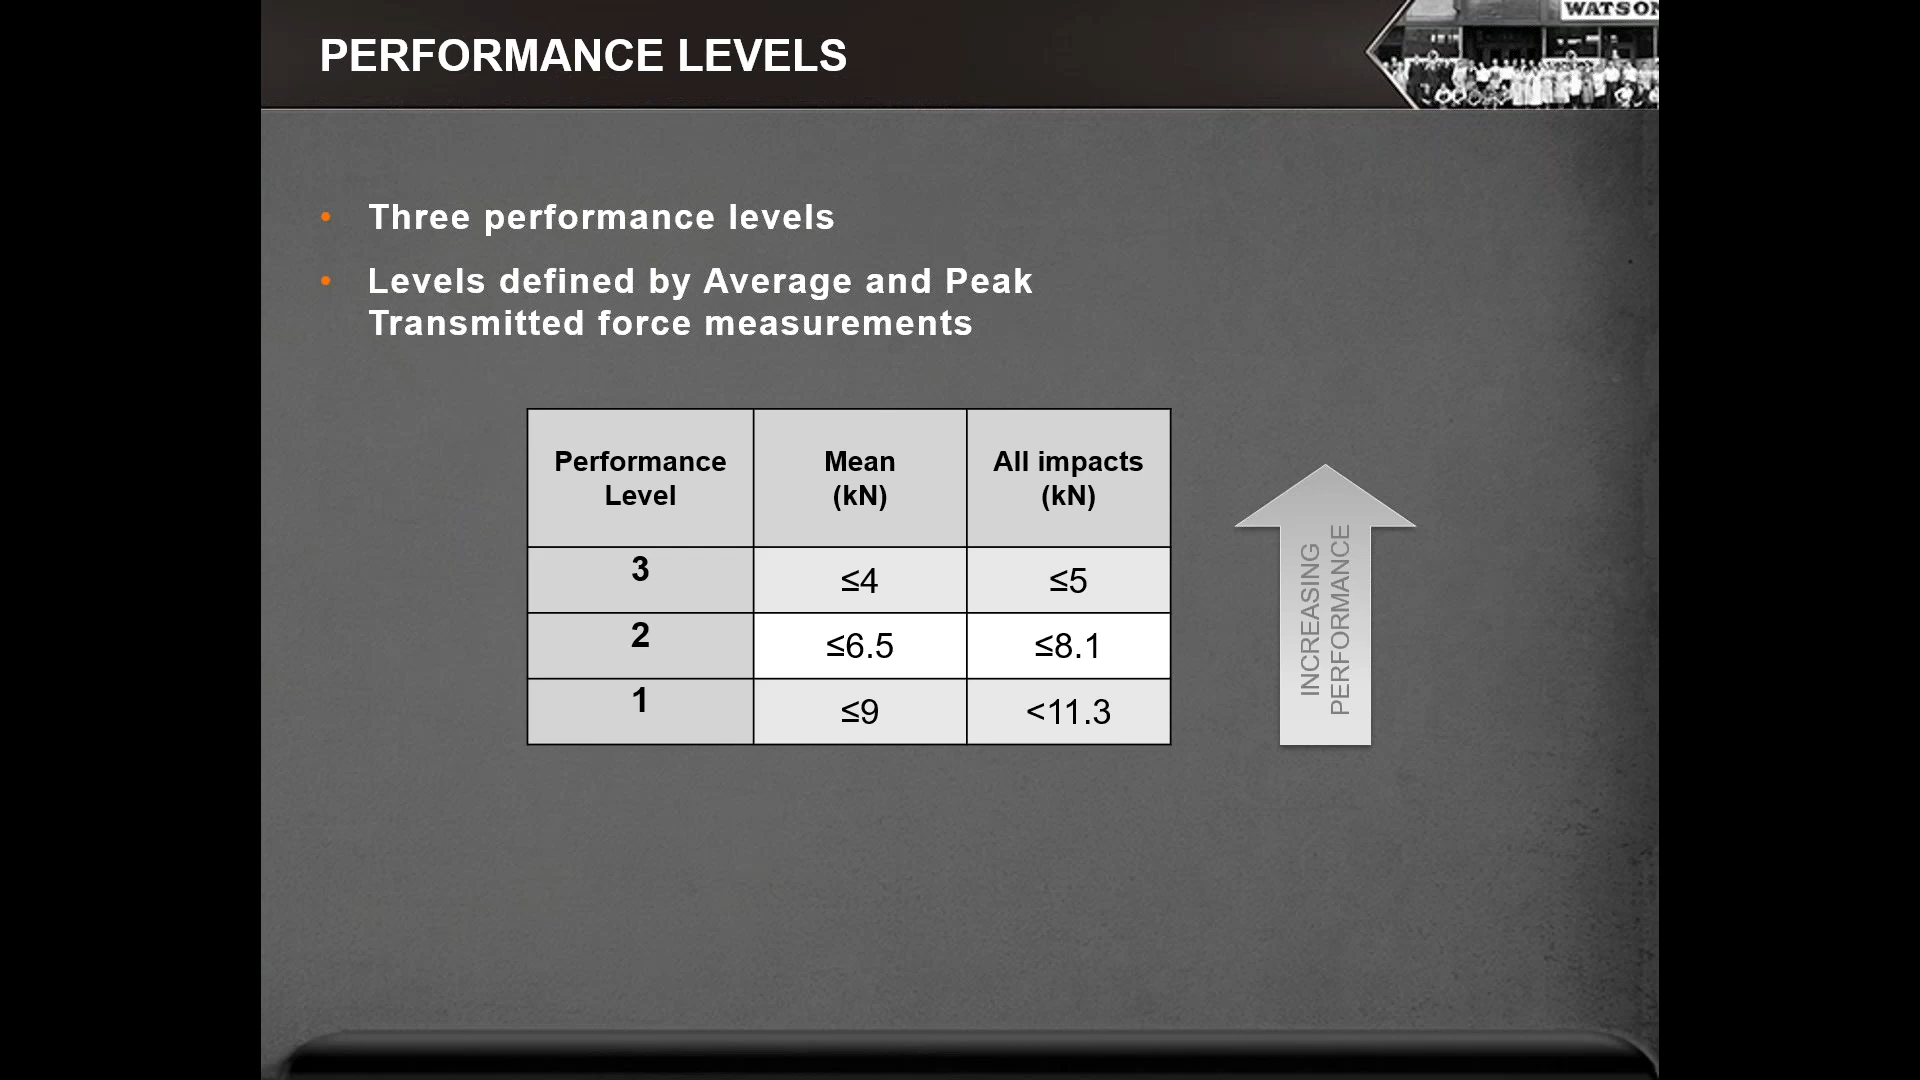 WATSON
PERFORMANCE LEVELS
• Three performance levels
• Levels defined by Average and Peak
Transmitted force measurements
Performance Level | Mean (kN) | All impacts (kN)
3 | ≤4 | ≤5
2 | ≤6.5 | ≤8.1
1 | ≤9 | <11.3
INCREASING
PERFORMANCE